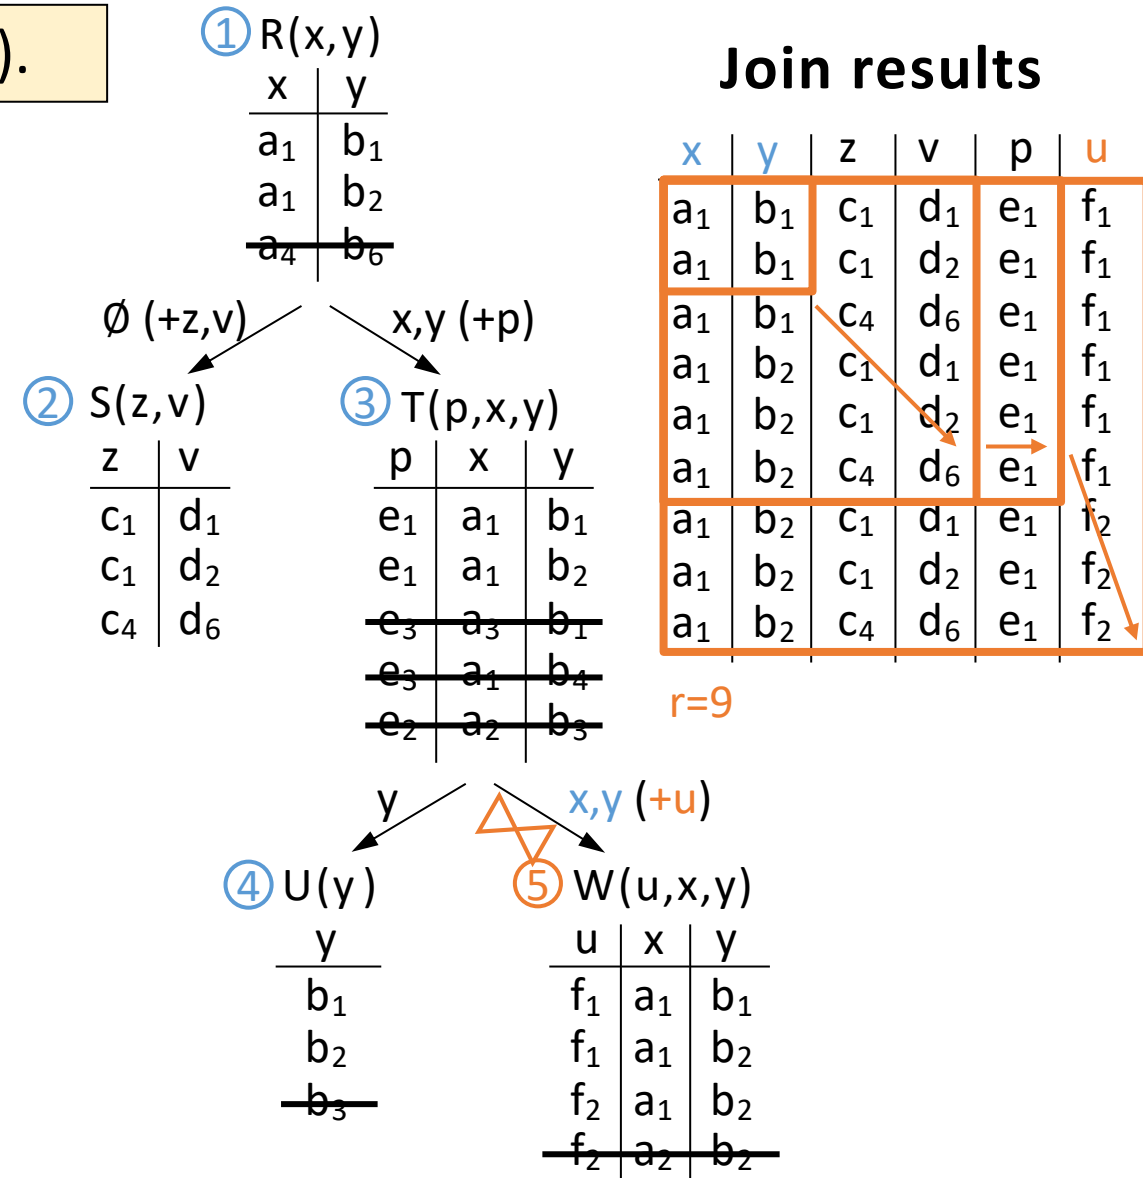 ).
① R(x,y)
x y
a₁ b₁
a₁ b₂
a₄ b₆
∅ (+z,v)
x,y (+p)
② S(z,v)
z v
c₁ d₁
c₁ d₂
c₄ d₆
③ T(p,x,y)
p x y
e₁ a₁ b₁
e₁ a₁ b₂
e₃ a₃ b₁
e₃ a₁ b₄
e₂ a₂ b₃
y
x,y (+u)
④ U(y)
y
b₁
b₂
b₃
⑤ W(u,x,y)
u x y
f₁ a₁ b₁
f₁ a₁ b₂
f₂ a₁ b₂
f₂ a₂ b₂
Join results
x y z v p u
a₁ b₁ c₁ d₁ e₁ f₁
a₁ b₁ c₁ d₂ e₁ f₁
a₁ b₁ c₄ d₆ e₁ f₁
a₁ b₂ c₁ d₁ e₁ f₁
a₁ b₂ c₁ d₂ e₁ f₁
a₁ b₂ c₄ d₆ e₁ f₁
a₁ b₂ c₁ d₁ e₁ f₂
a₁ b₂ c₁ d₂ e₁ f₂
a₁ b₂ c₄ d₆ e₁ f₂
r=9